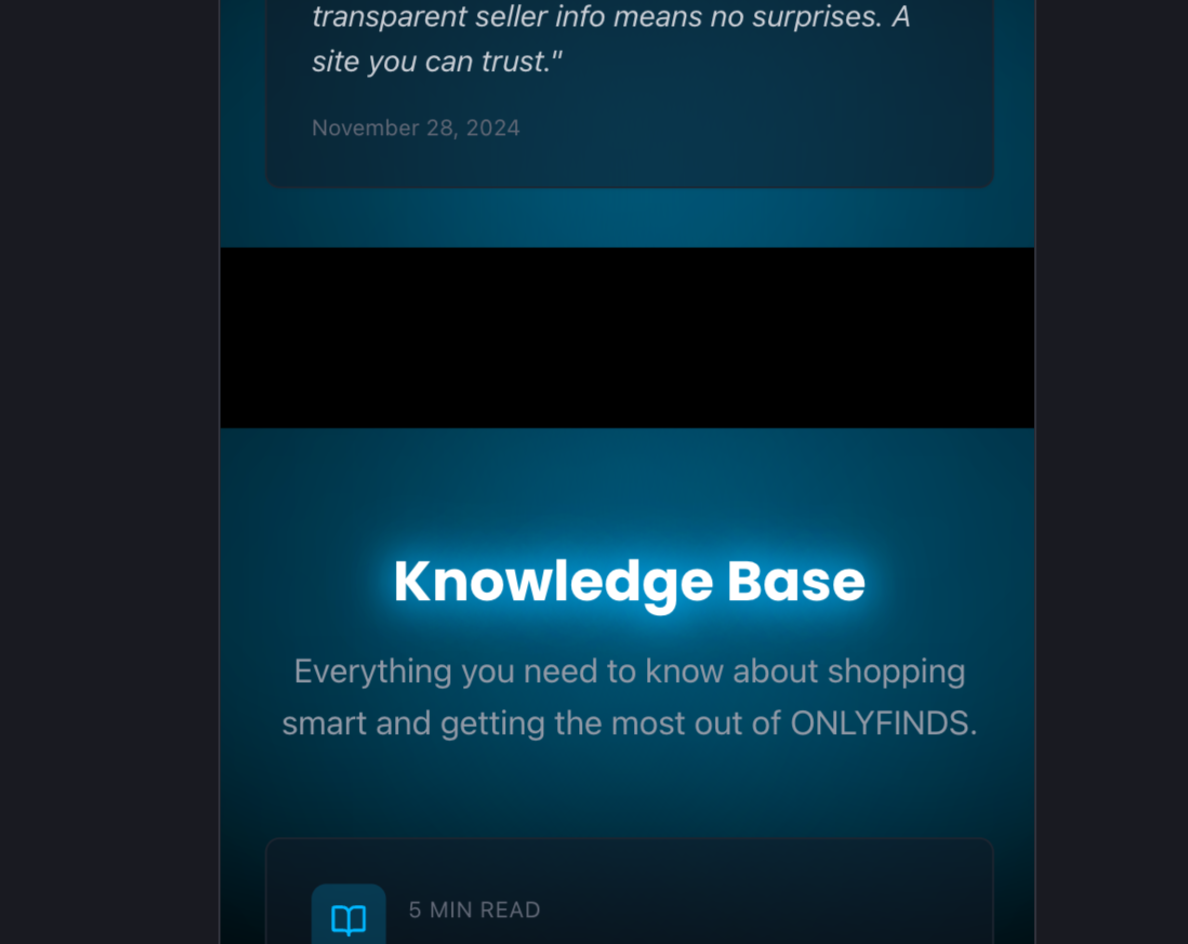 transparent seller info means no surprises. A
site you can trust."
November 28, 2024
Knowledge Base
Everything you need to know about shopping
smart and getting the most out of ONLYFINDS.
5 MIN READ